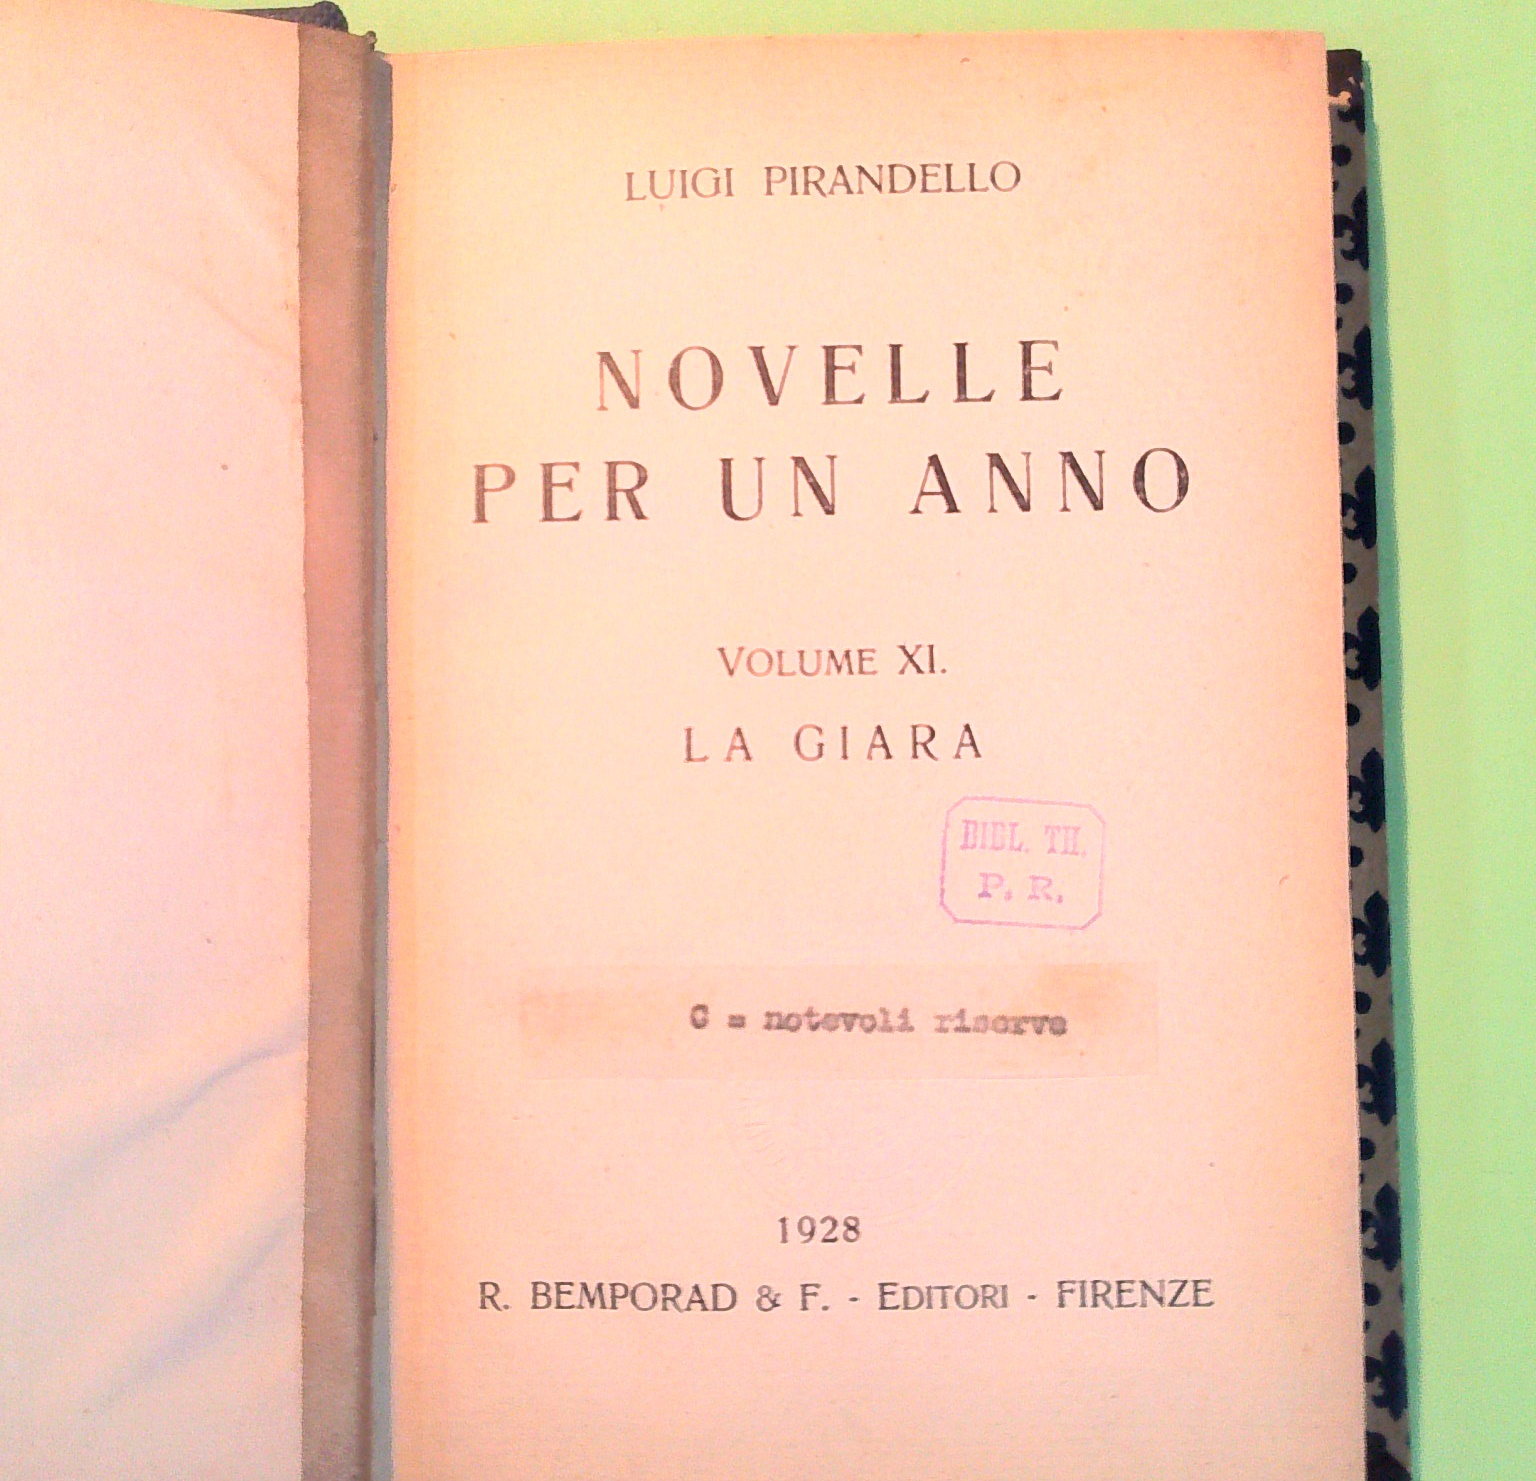 LUIGI PIRANDELLO
NOVELLE
PER UN ANNO
VOLUME XI.
LA GIARA
BIBL. TH.
P. R.
C = notevoli riserve
1928
R. BEMPORAD & F. - EDITORI - FIRENZE